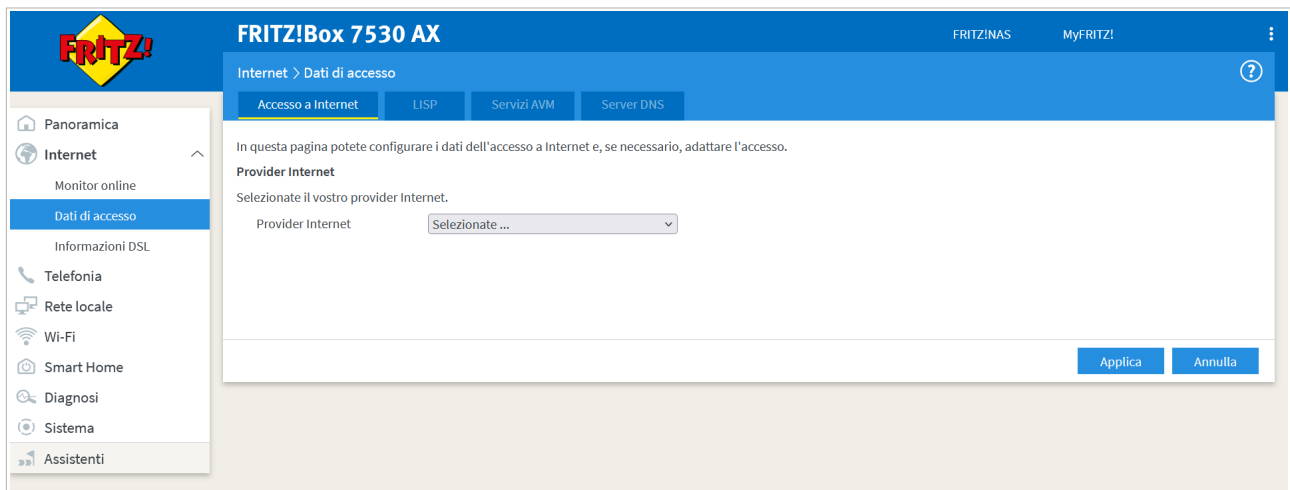 FRITZ!
FRITZ!Box 7530 AX
FRITZ!NAS
MyFRITZ!
Internet > Dati di accesso
?
Accesso a Internet
LISP
Servizi AVM
Server DNS
Panoramica
Internet
Monitor online
Dati di accesso
Informazioni DSL
Telefonia
Rete locale
Wi-Fi
Smart Home
Diagnosi
Sistema
Assistenti
In questa pagina potete configurare i dati dell'accesso a Internet e, se necessario, adattare l'accesso.
Provider Internet
Selezionate il vostro provider Internet.
Provider Internet
Selezionate ...
Applica
Annulla